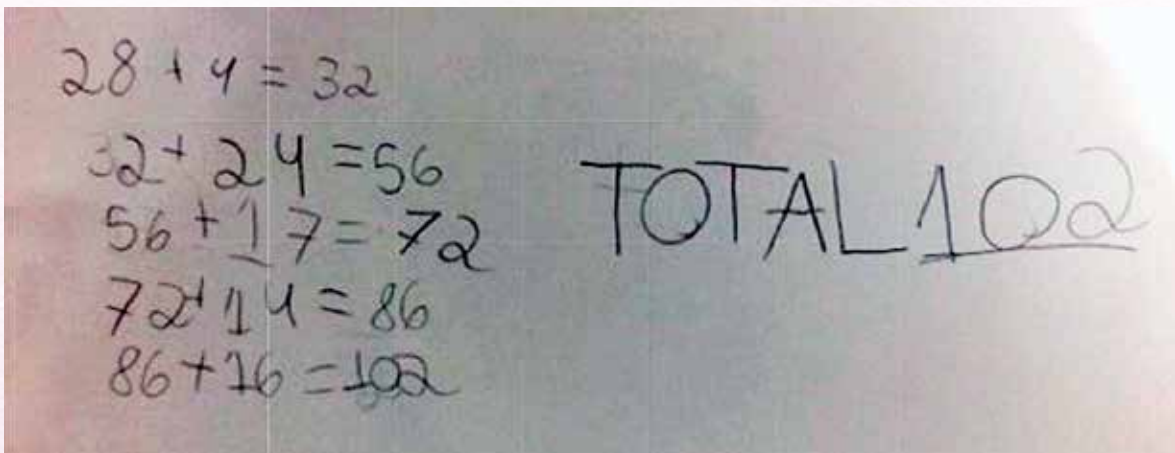 28 + 4 = 32
32 + 24 = 56
56 + 17 = 72
72 + 14 = 86
86 + 16 = 102
TOTAL 102